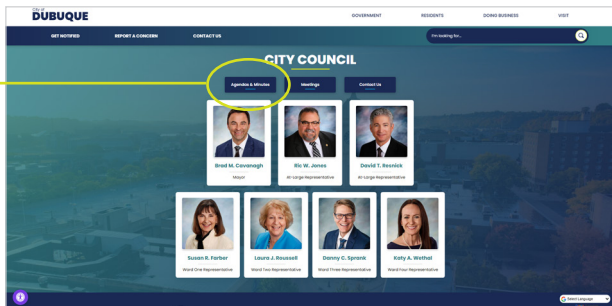 City of
DUBUQUE
GOVERNMENT RESIDENTS DOING BUSINESS VISIT
GET NOTIFIED REPORT A CONCERN CONTACT US I'm looking for...
CITY COUNCIL
Agendas & Minutes Meetings Contact Us
Brad M. Cavanagh Ric W. Jones David T. Resnick
Mayor At-Large Representative At-Large Representative
Susan R. Farber Laura J. Roussell Danny C. Sprank Katy A. Wethal
Ward One Representative Ward Two Representative Ward Three Representative Ward Four Representative
Select Language